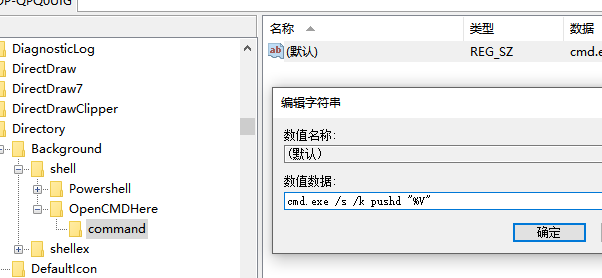 DiagnosticLog
DirectDraw
DirectDraw7
DirectDrawClipper
Directory
Background
shell
Powershell
OpenCMDHere
command
shellex
DefaultIcon
名称 类型 数据
ab (默认) REG_SZ
编辑字符串
数值名称:
(默认)
数值数据:
cmd.exe /s /k pushd "%V"
确定